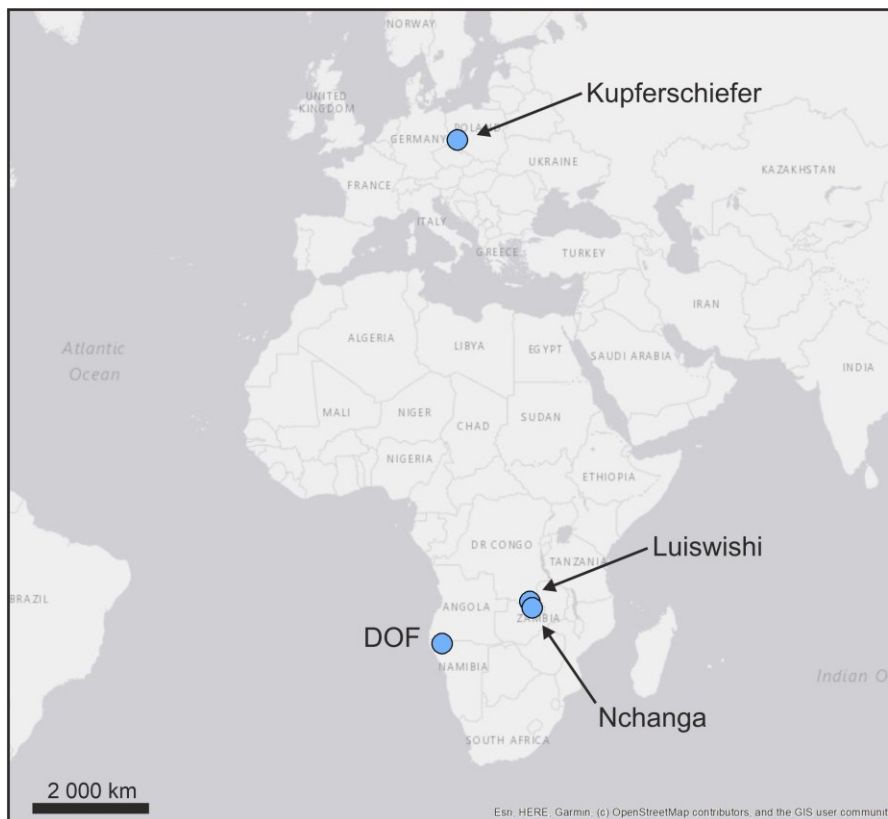 NORWAY
UNITED
KINGDOM
Kupferschiefer
POLAND
GERMANY
UKRAINE
KAZAKHSTAN
FRANCE
ITALY
GREECE
TURKEY
IRAN
Atlantic
Ocean
ALGERIA
LIBYA
EGYPT
SAUDI ARABIA
INDIA
MALI
NIGER
CHAD
SUDAN
NIGERIA
ETHIOPIA
DR CONGO
TANZANIA
Luiswishi
BRAZIL
ANGOLA
ZAMBIA
DOF
NAMIBIA
Indian O
Nchanga
SOUTH AFRICA
2 000 km
Esri, HERE, Garmin, (c) OpenStreetMap contributors, and the GIS user communit